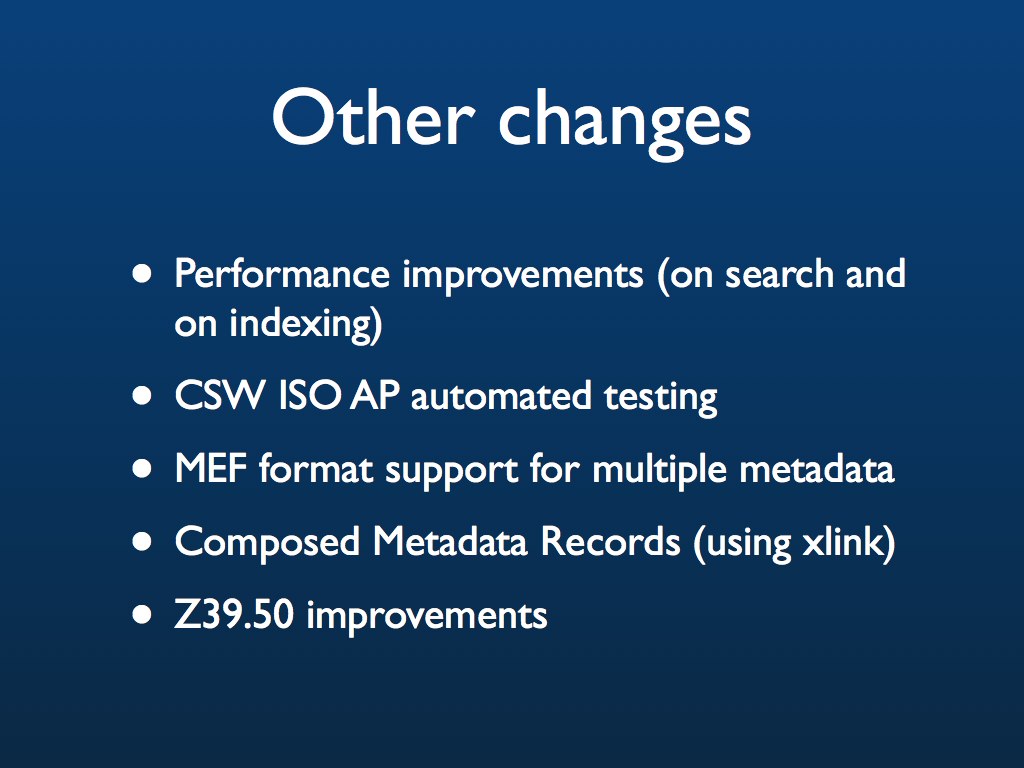 Other changes
• Performance improvements (on search and
on indexing)
• CSW ISO AP automated testing
• MEF format support for multiple metadata
• Composed Metadata Records (using xlink)
• Z39.50 improvements